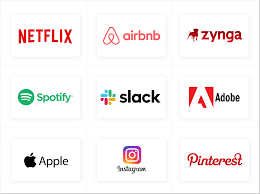 NETFLIX
airbnb
zynga
Spotify
slack
Adobe
Apple
Instagram
Pinterest